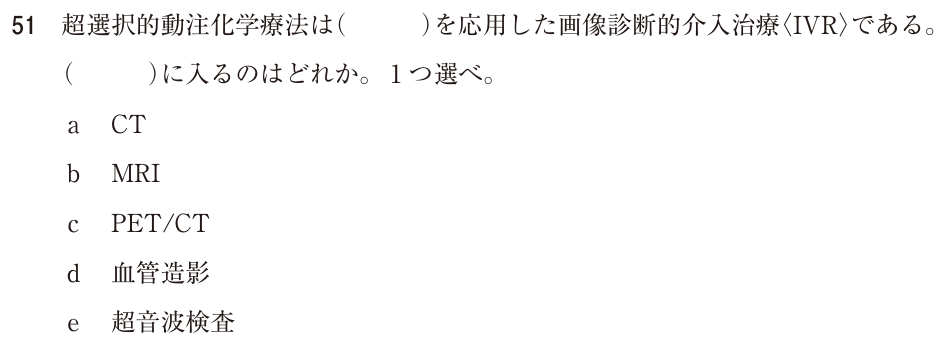 51 超選択的動注化学療法は(　　　)を応用した画像診断的介入治療〈IVR〉である。
(　　　)に入るのはどれか。1つ選べ。
a CT
b MRI
c PET/CT
d 血管造影
e 超音波検査